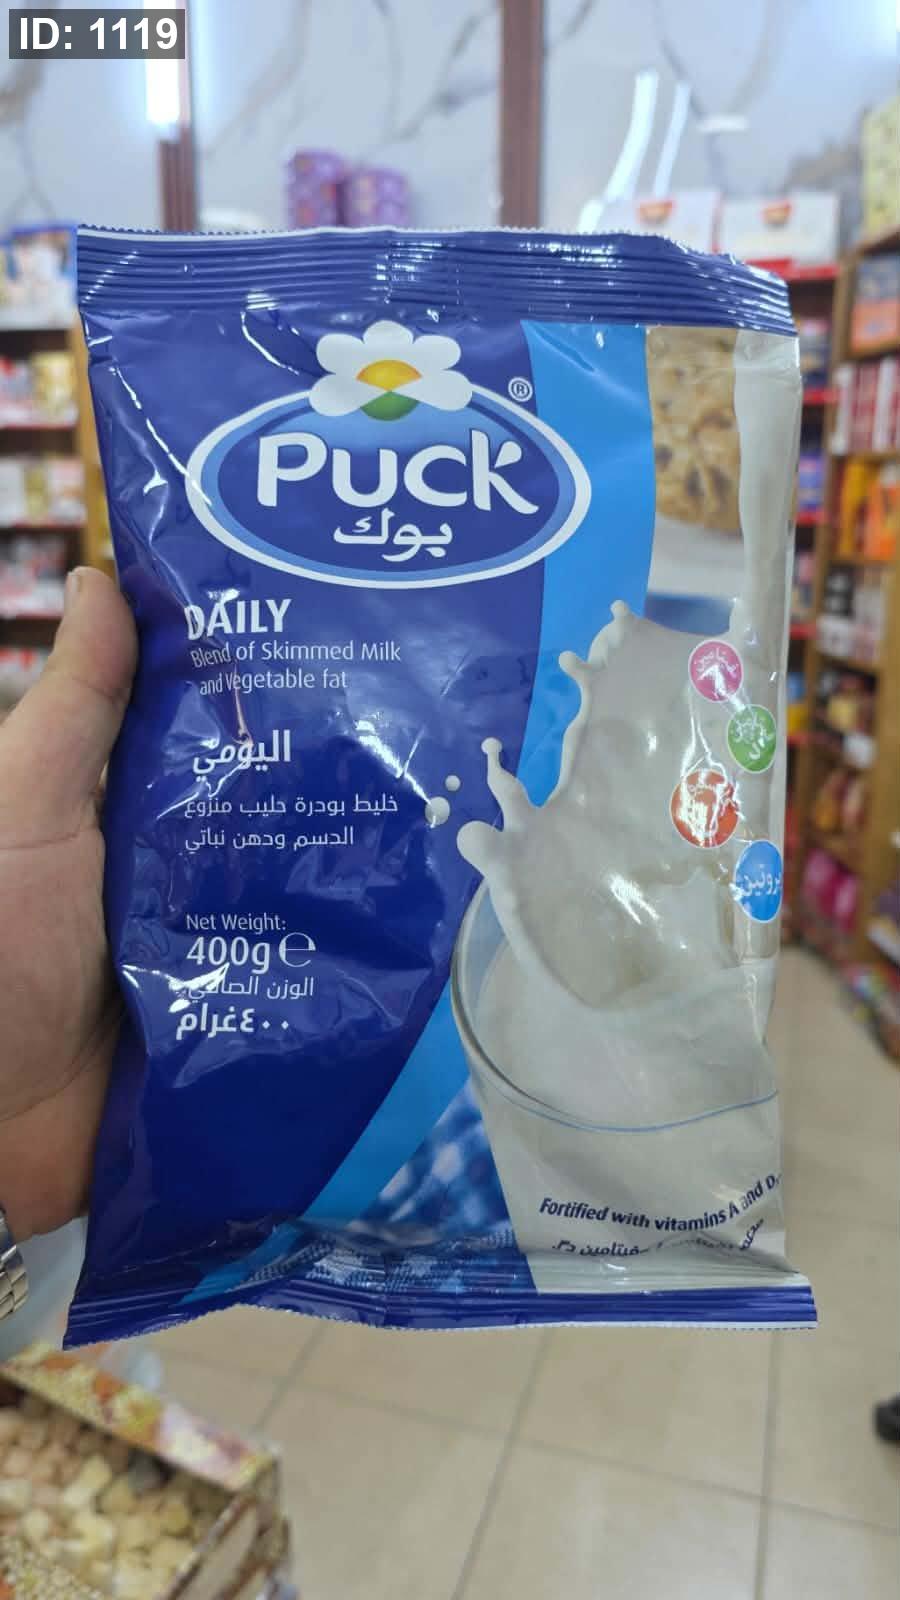 ID: 1119
Puck®
بوك
DAILY
Blend of Skimmed Milk
and Vegetable fat
اليومي
خليط بودرة حليب منزوع
الدسم ودهن نباتي
Net Weight:
400g ℮
الوزن الصافي
٤٠٠غرام
بروتين
Fortified with vitamins A and D